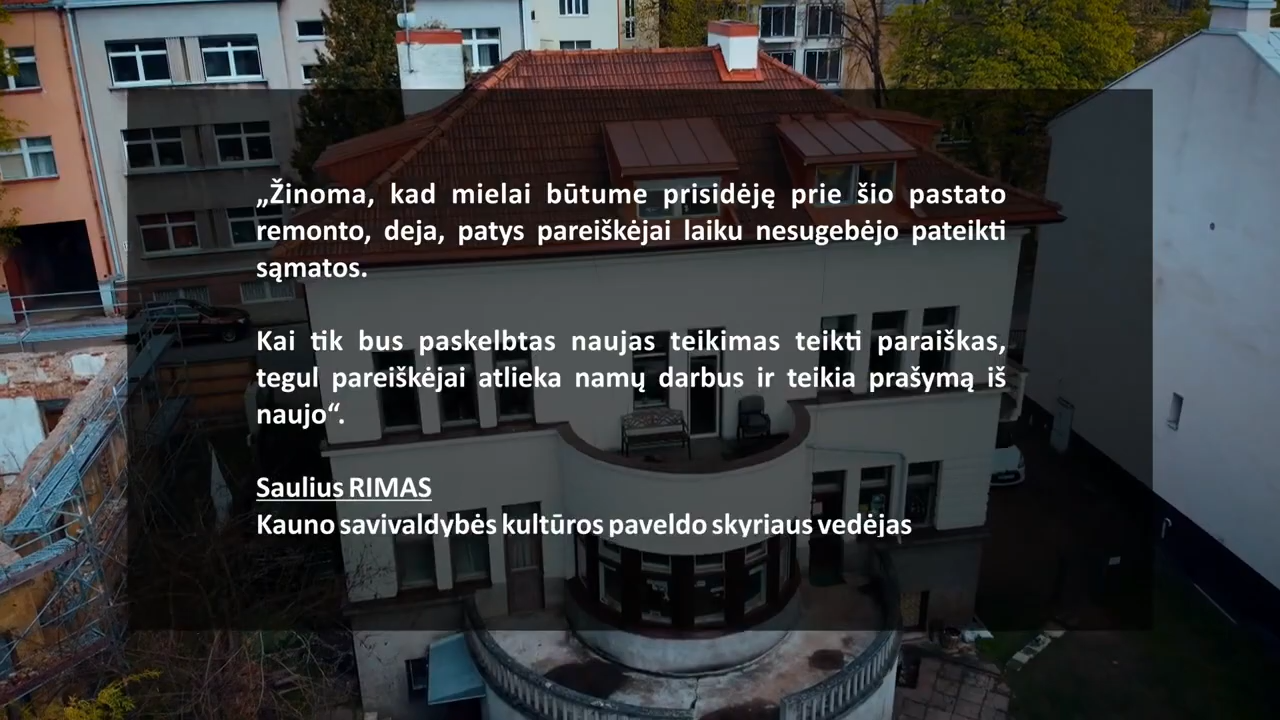 „Žinoma, kad mielai būtume prisidėję prie šio pastato
remonto, deja, patys pareiškėjai laiku nesugebėjo pateikti
sąmatos.
Kai tik bus paskelbtas naujas teikimas teikti paraiškas,
tegul pareiškėjai atlieka namų darbus ir teikia prašymą iš
naujo“.
Saulius RIMAS
Kauno savivaldybės kultūros paveldo skyriaus vedėjas